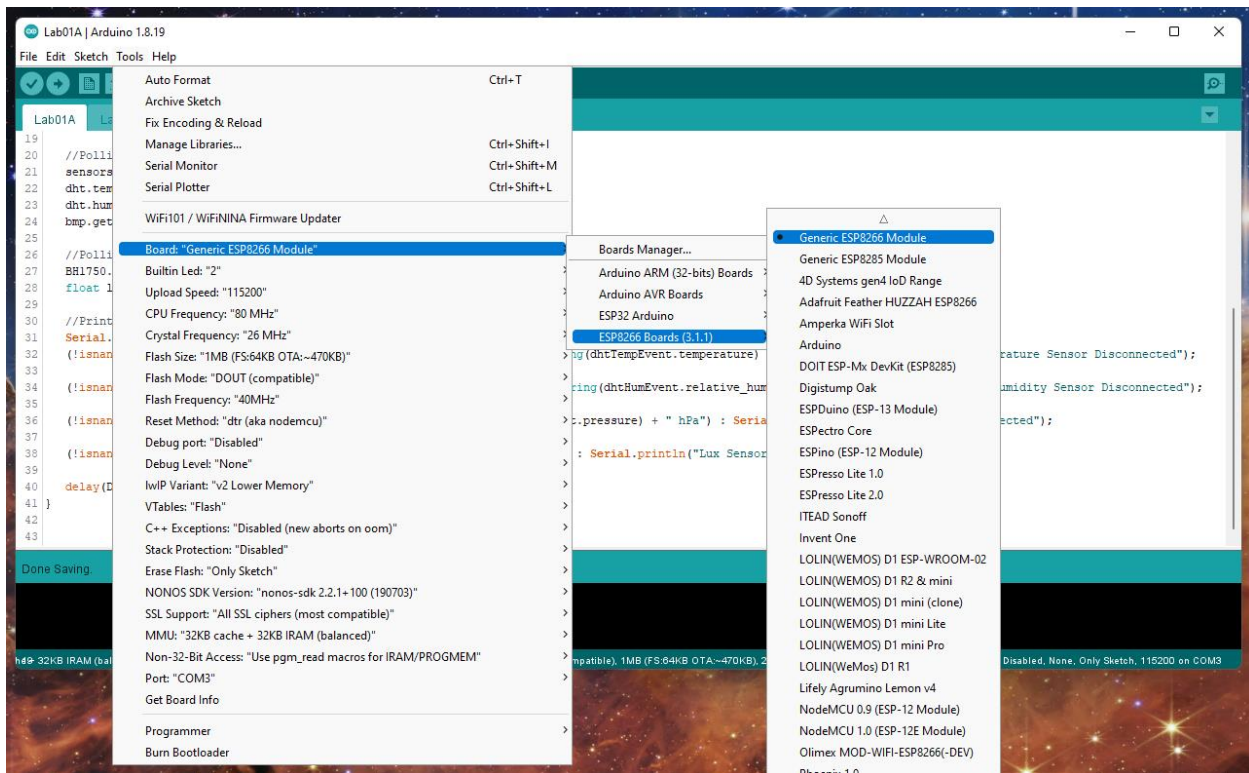 Lab01A | Arduino 1.8.19
File Edit Sketch Tools Help
Lab01A
Auto Format Ctrl+T
Archive Sketch
Fix Encoding & Reload
Manage Libraries... Ctrl+Shift+I
Serial Monitor Ctrl+Shift+M
Serial Plotter Ctrl+Shift+L
WiFi101 / WiFiNINA Firmware Updater
Board: "Generic ESP8266 Module"
Builtin Led: "2"
Upload Speed: "115200"
CPU Frequency: "80 MHz"
Crystal Frequency: "26 MHz"
Flash Size: "1MB (FS:64KB OTA:~470KB)"
Flash Mode: "DOUT (compatible)"
Flash Frequency: "40MHz"
Reset Method: "dtr (aka nodemcu)"
Debug port: "Disabled"
Debug Level: "None"
lwIP Variant: "v2 Lower Memory"
VTables: "Flash"
C++ Exceptions: "Disabled (new aborts on oom)"
Stack Protection: "Disabled"
Erase Flash: "Only Sketch"
NONOS SDK Version: "nonos-sdk 2.2.1+100 (190703)"
SSL Support: "All SSL ciphers (most compatible)"
MMU: "32KB cache + 32KB IRAM (balanced)"
Non-32-Bit Access: "Use pgm_read macros for IRAM/PROGMEM"
Port: "COM3"
Get Board Info
Programmer
Burn Bootloader
Boards Manager...
Arduino ARM (32-bits) Boards
Arduino AVR Boards
ESP32 Arduino
ESP8266 Boards (3.1.1)
Generic ESP8266 Module
Generic ESP8285 Module
4D Systems gen4 IoD Range
Adafruit Feather HUZZAH ESP8266
Amperka WiFi Slot
Arduino
DOIT ESP-Mx DevKit (ESP8285)
Digistump Oak
ESPDuino (ESP-13 Module)
ESPectro Core
ESPino (ESP-12 Module)
ESPresso Lite 1.0
ESPresso Lite 2.0
ITEAD Sonoff
Invent One
LOLIN(WEMOS) D1 ESP-WROOM-02
LOLIN(WEMOS) D1 R2 & mini
LOLIN(WEMOS) D1 mini (clone)
LOLIN(WEMOS) D1 mini Lite
LOLIN(WEMOS) D1 mini Pro
LOLIN(WeMos) D1 R1
Lifely Agrumino Lemon v4
NodeMCU 0.9 (ESP-12 Module)
NodeMCU 1.0 (ESP-12E Module)
Olimex MOD-WIFI-ESP8266(-DEV)
19
20 //Polli
21 sensors
22 dht.tem
23 dht.hum
24 bmp.get
25
26 //Polli
27 BH1750.
28 float l
29
30 //Print
31 Serial.
32 (!isnan ng(dhtTempEvent.temperature) rature Sensor Disconnected");
33
34 (!isnan ring(dhtHumEvent.relative_hum umidity Sensor Disconnected");
35
36 (!isnan t.pressure) + " hPa") : Seria ected");
37
38 (!isnan : Serial.println("Lux Sensor
39
40 delay(D
41 }
42
43
Done Saving.
32KB IRAM (bal mpatible), 1MB (FS:64KB OTA:~470KB), 2 Disabled, None, Only Sketch, 115200 on COM3